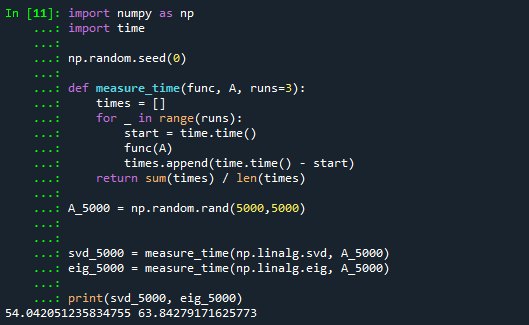 In [11]: import numpy as np
    ...: import time
    ...:
    ...: np.random.seed(0)
    ...:
    ...: def measure_time(func, A, runs=3):
    ...:     times = []
    ...:     for _ in range(runs):
    ...:         start = time.time()
    ...:         func(A)
    ...:         times.append(time.time() - start)
    ...:     return sum(times) / len(times)
    ...:
    ...: A_5000 = np.random.rand(5000,5000)
    ...:
    ...:
    ...: svd_5000 = measure_time(np.linalg.svd, A_5000)
    ...: eig_5000 = measure_time(np.linalg.eig, A_5000)
    ...:
    ...: print(svd_5000, eig_5000)
54.042051235834755 63.84279171625773